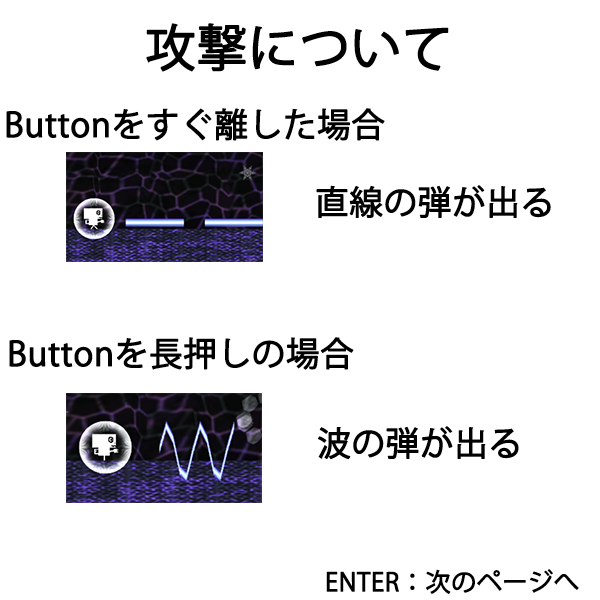 攻撃について
Buttonをすぐ離した場合
直線の弾が出る
Buttonを長押しの場合
波の弾が出る
ENTER：次のページへ